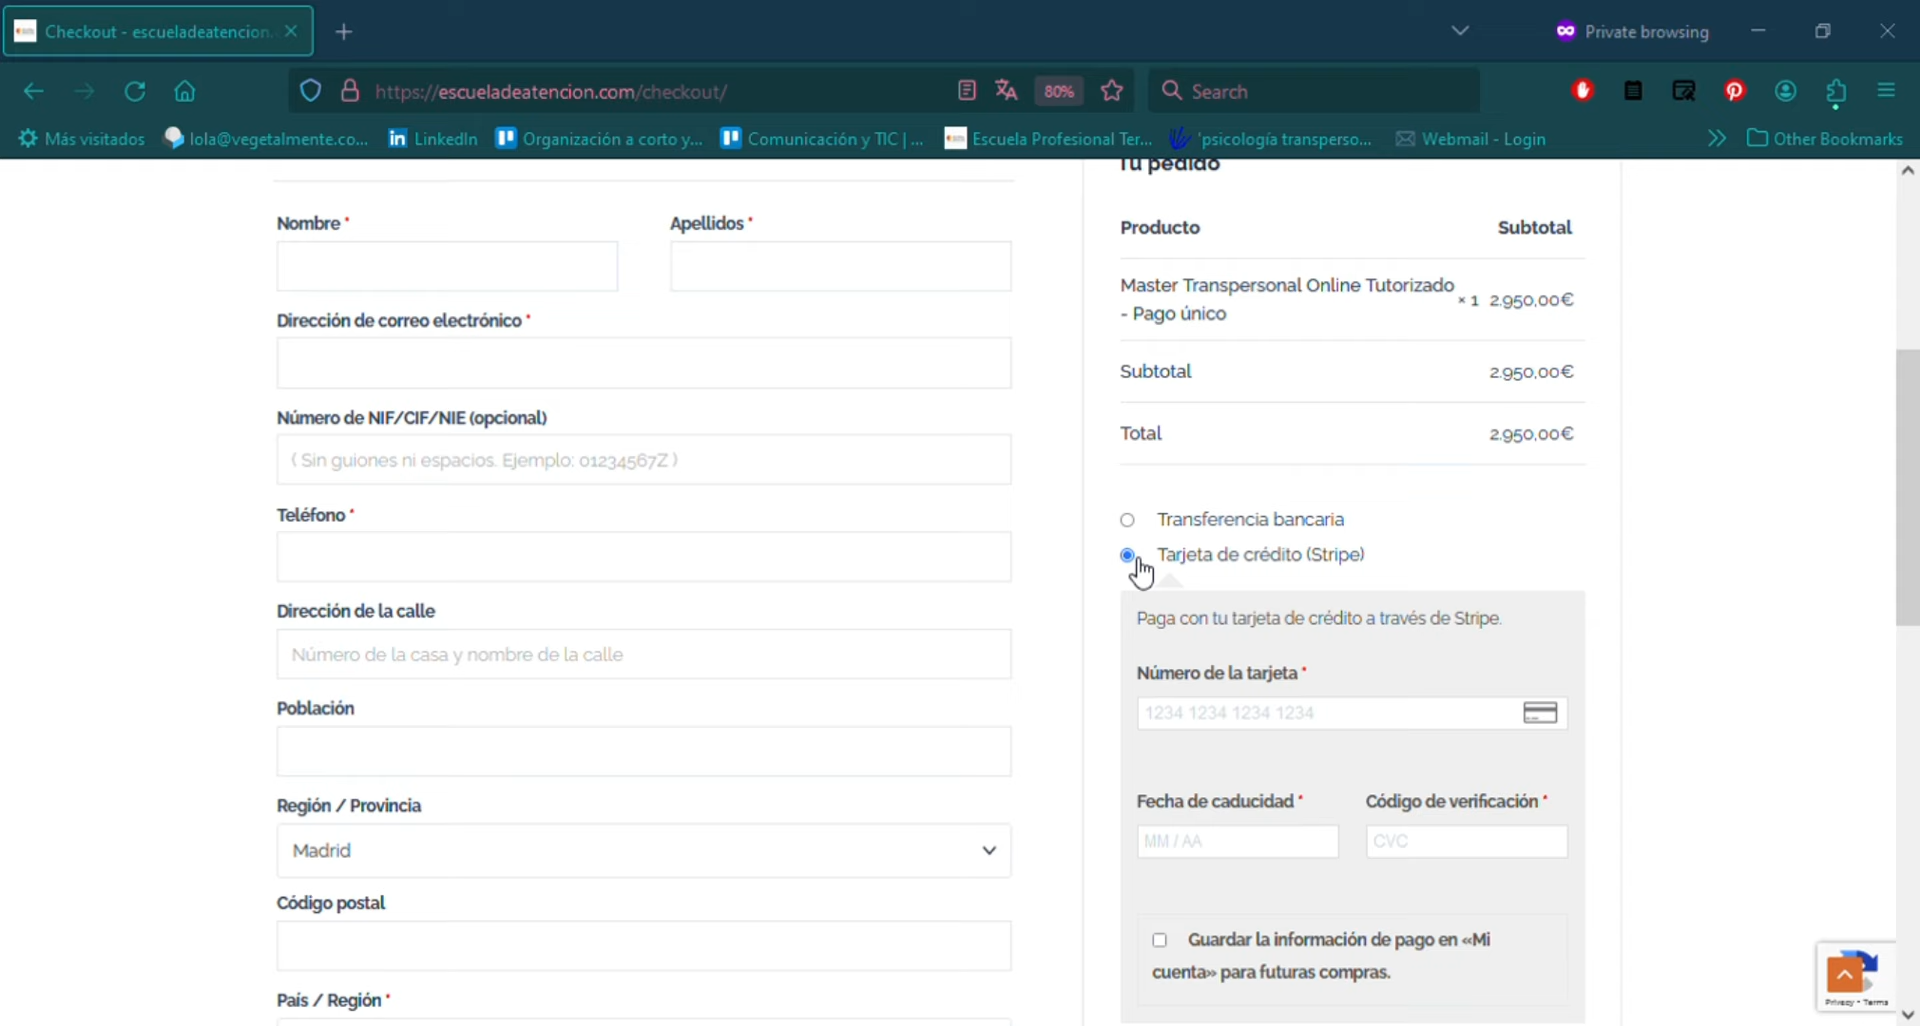 Checkout - escueladeatencion.
Private browsing
https://escueladeatencion.com/checkout/
80%
Search
Más visitados
lola@vegetalmente.co...
LinkedIn
Organización a corto y...
Comunicación y TIC | ...
Escuela Profesional Ter...
'psicología transperso...
Webmail - Login
Other Bookmarks
Tu pedido
Nombre *
Apellidos *
Dirección de correo electrónico *
Número de NIF/CIF/NIE (opcional)
( Sin guiones ni espacios. Ejemplo: 01234567Z )
Teléfono *
Dirección de la calle
Número de la casa y nombre de la calle
Población
Región / Provincia
Madrid
Código postal
País / Región *
Producto
Subtotal
Master Transpersonal Online Tutorizado
- Pago único
× 1
2.950,00€
Subtotal
2.950,00€
Total
2.950,00€
Transferencia bancaria
Tarjeta de crédito (Stripe)
Paga con tu tarjeta de crédito a través de Stripe.
Número de la tarjeta *
1234 1234 1234 1234
Fecha de caducidad *
Código de verificación *
MM / AA
CVC
Guardar la información de pago en «Mi
cuenta» para futuras compras.
Privacy - Terms